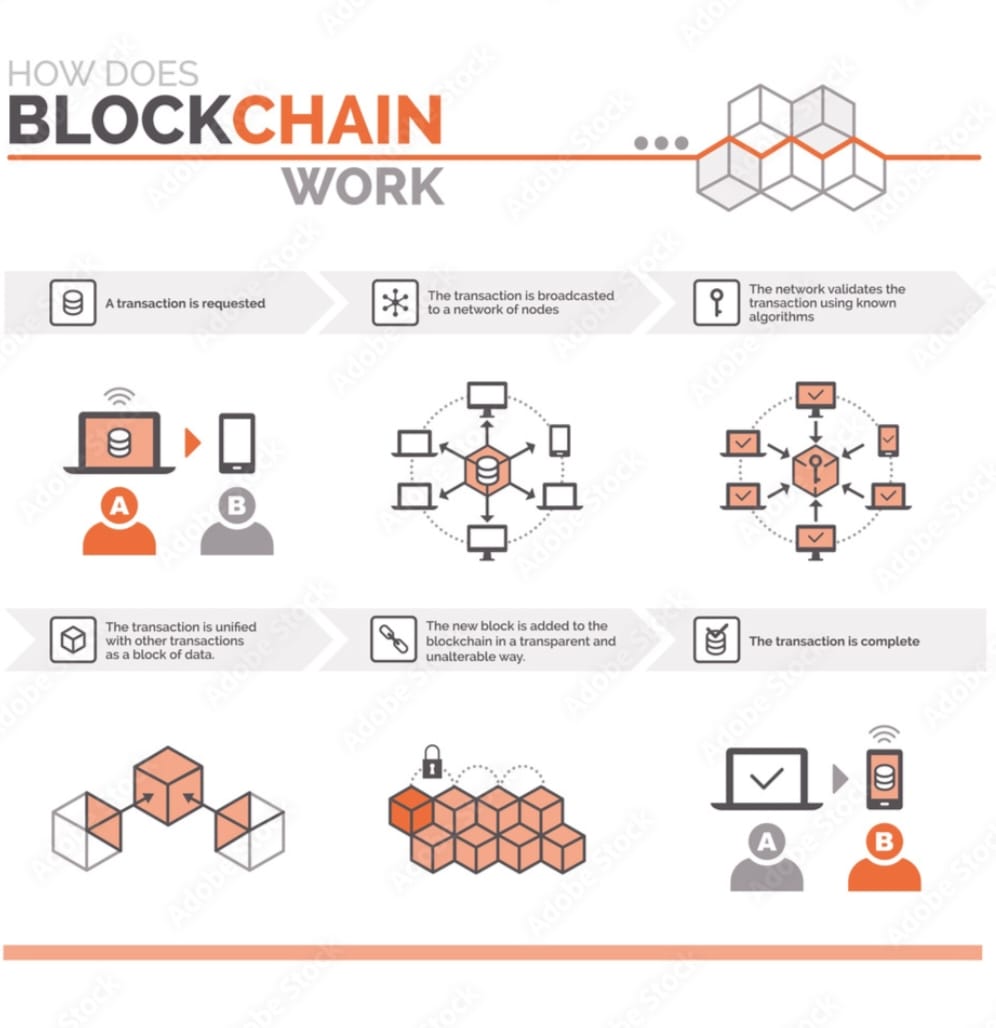 HOW DOES
BLOCKCHAIN
WORK
A transaction is requested
The transaction is broadcasted
to a network of nodes
The network validates the
transaction using known
algorithms
A
B
The transaction is unified
with other transactions
as a block of data.
The new block is added to the
blockchain in a transparent and
unalterable way.
The transaction is complete
A
B
Adobe Stock